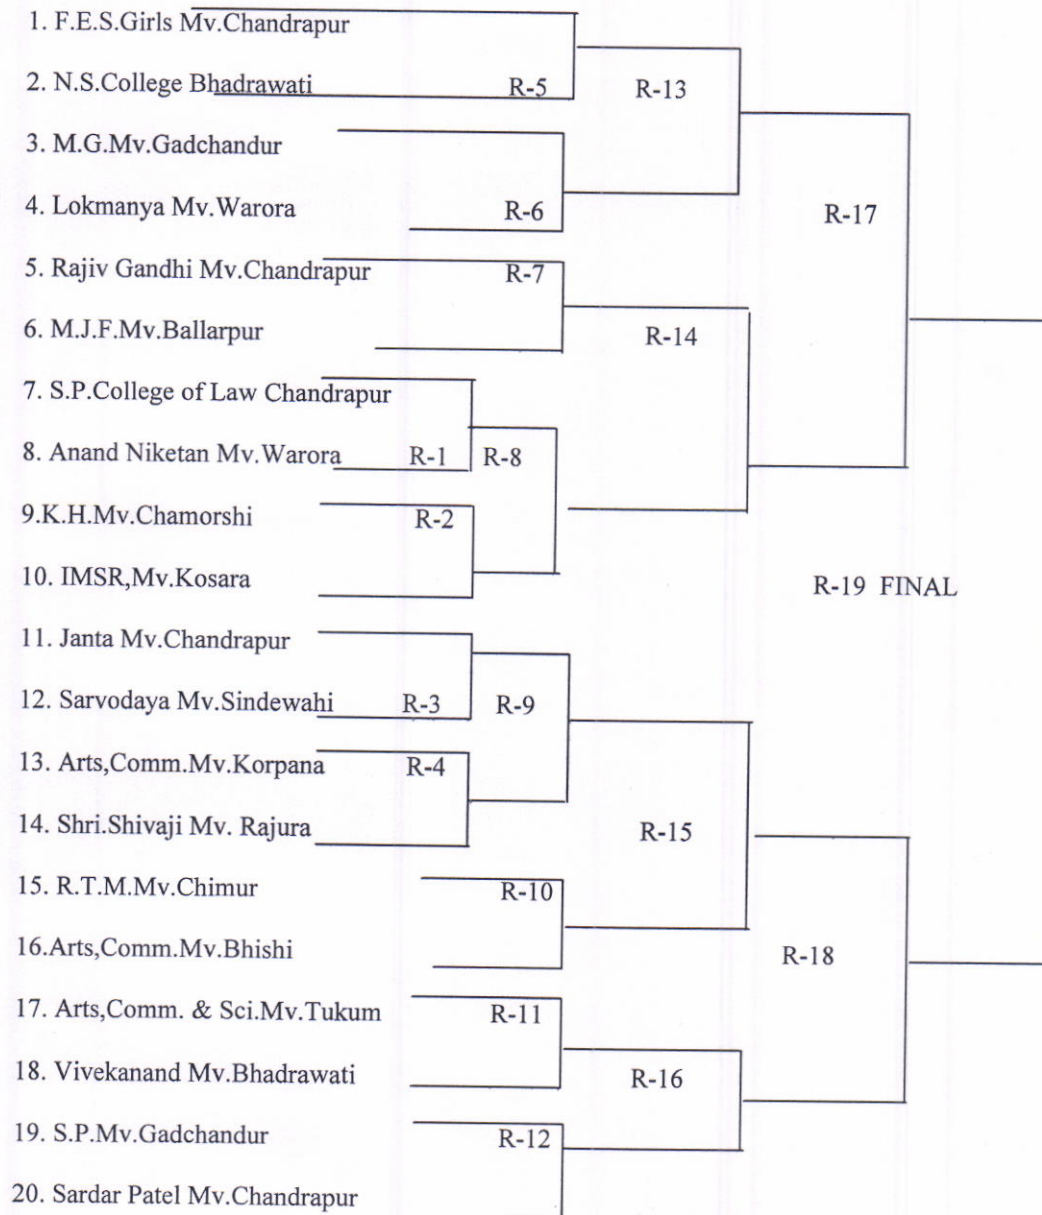 1. F.E.S.Girls Mv.Chandrapur
2. N.S.College Bhadrawati R-5 R-13
3. M.G.Mv.Gadchandur
4. Lokmanya Mv.Warora R-6 R-17
5. Rajiv Gandhi Mv.Chandrapur R-7
6. M.J.F.Mv.Ballarpur R-14
7. S.P.College of Law Chandrapur
8. Anand Niketan Mv.Warora R-1 R-8
9.K.H.Mv.Chamorshi R-2
10. IMSR,Mv.Kosara R-19 FINAL
11. Janta Mv.Chandrapur
12. Sarvodaya Mv.Sindewahi R-3 R-9
13. Arts,Comm.Mv.Korpana R-4
14. Shri.Shivaji Mv. Rajura R-15
15. R.T.M.Mv.Chimur R-10
16.Arts,Comm.Mv.Bhishi R-18
17. Arts,Comm. & Sci.Mv.Tukum R-11
18. Vivekanand Mv.Bhadrawati R-16
19. S.P.Mv.Gadchandur R-12
20. Sardar Patel Mv.Chandrapur